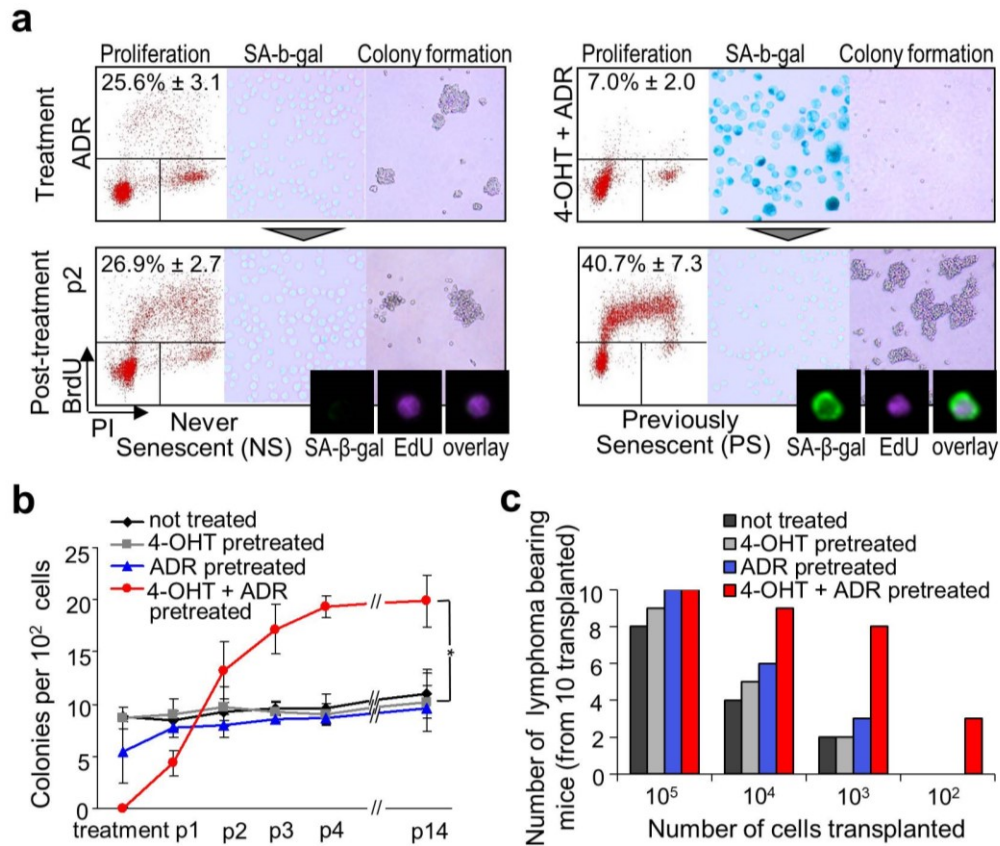 a
Proliferation SA-b-gal Colony formation
Treatment
ADR
25.6% ± 3.1
Proliferation SA-b-gal Colony formation
4-OHT + ADR
7.0% ± 2.0
Post-treatment
p2
26.9% ± 2.7
BrdU
PI
Never
Senescent (NS)
SA-β-gal EdU overlay
40.7% ± 7.3
Previously
Senescent (PS)
SA-β-gal EdU overlay
b
not treated
4-OHT pretreated
ADR pretreated
4-OHT + ADR
pretreated
Colonies per 10² cells
25
20
15
10
5
0
*
//
//
//
//
treatment p1 p2 p3 p4 p14
c
not treated
4-OHT pretreated
ADR pretreated
4-OHT + ADR pretreated
Number of lymphoma bearing
mice (from 10 transplanted)
10
8
6
4
2
0
10⁵ 10⁴ 10³ 10²
Number of cells transplanted